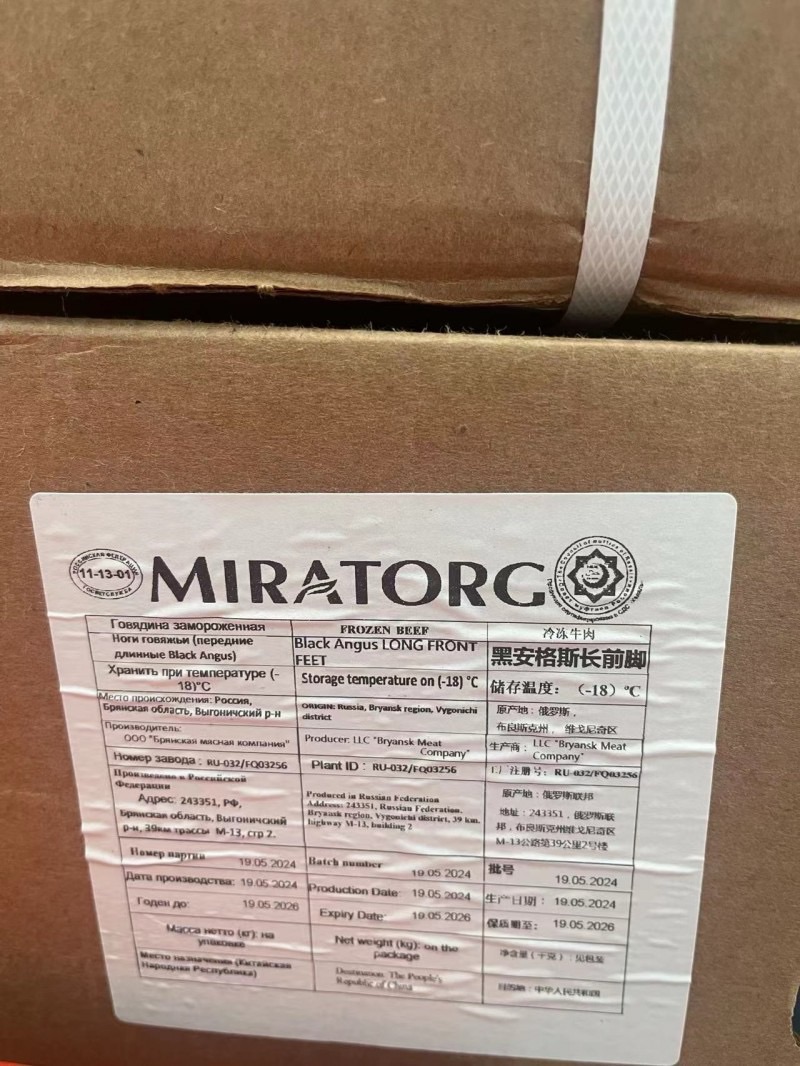 11-13-01
MIRATORG
Говядина замороженная
FROZEN BEEF
冷冻牛肉
Ноги говяжьи (передние
длинные Black Angus)
Black Angus LONG FRONT
FEET
黑安格斯长前脚
Хранить при температуре (-
18)°C
Storage temperature on (-18) °C
储存温度：（-18）℃
Место происхождения: Россия,
Брянская область, Выгоничский р-н
ORIGIN: Russia, Bryansk region, Vygonichi
district
原产地：俄罗斯，
布良斯克州， 维戈尼奇区
Производитель:
ООО "Брянская мясная компания"
Producer: LLC "Bryansk Meat
Company"
生产商： LLC "Bryansk Meat
Company"
Номер завода : RU-032/FQ03256
Plant ID : RU-032/FQ03256
工厂注册号：RU-032/FQ03256
Произведено в Российской
Федерации
Адрес: 243351, РФ,
Брянская область, Выгоничский
р-н, 39км трассы М-13, стр 2.
Produced in Russian Federation
Address: 243351, Russian Federation,
Bryansk region, Vygonichi district, 39 km.
highway M-13, building 2
原产地：俄罗斯联邦
地址：243351，俄罗斯联
邦，布良斯克州维戈尼奇区
M-13公路第39公里2号楼
Номер партии
19.05.2024
Batch number
19.05.2024
批号
19.05.2024
Дата производства: 19.05.2024
Production Date: 19.05.2024
生产日期： 19.05.2024
Годен до: 19.05.2026
Expiry Date: 19.05.2026
保质期至： 19.05.2026
Масса нетто (кг): на
упаковке
Net weight (kg): on the
package
净含量（千克）：见包装
Место назначения (Китайская
Народная Республика)
Destination: The People's
Republic of China
目的地：中华人民共和国